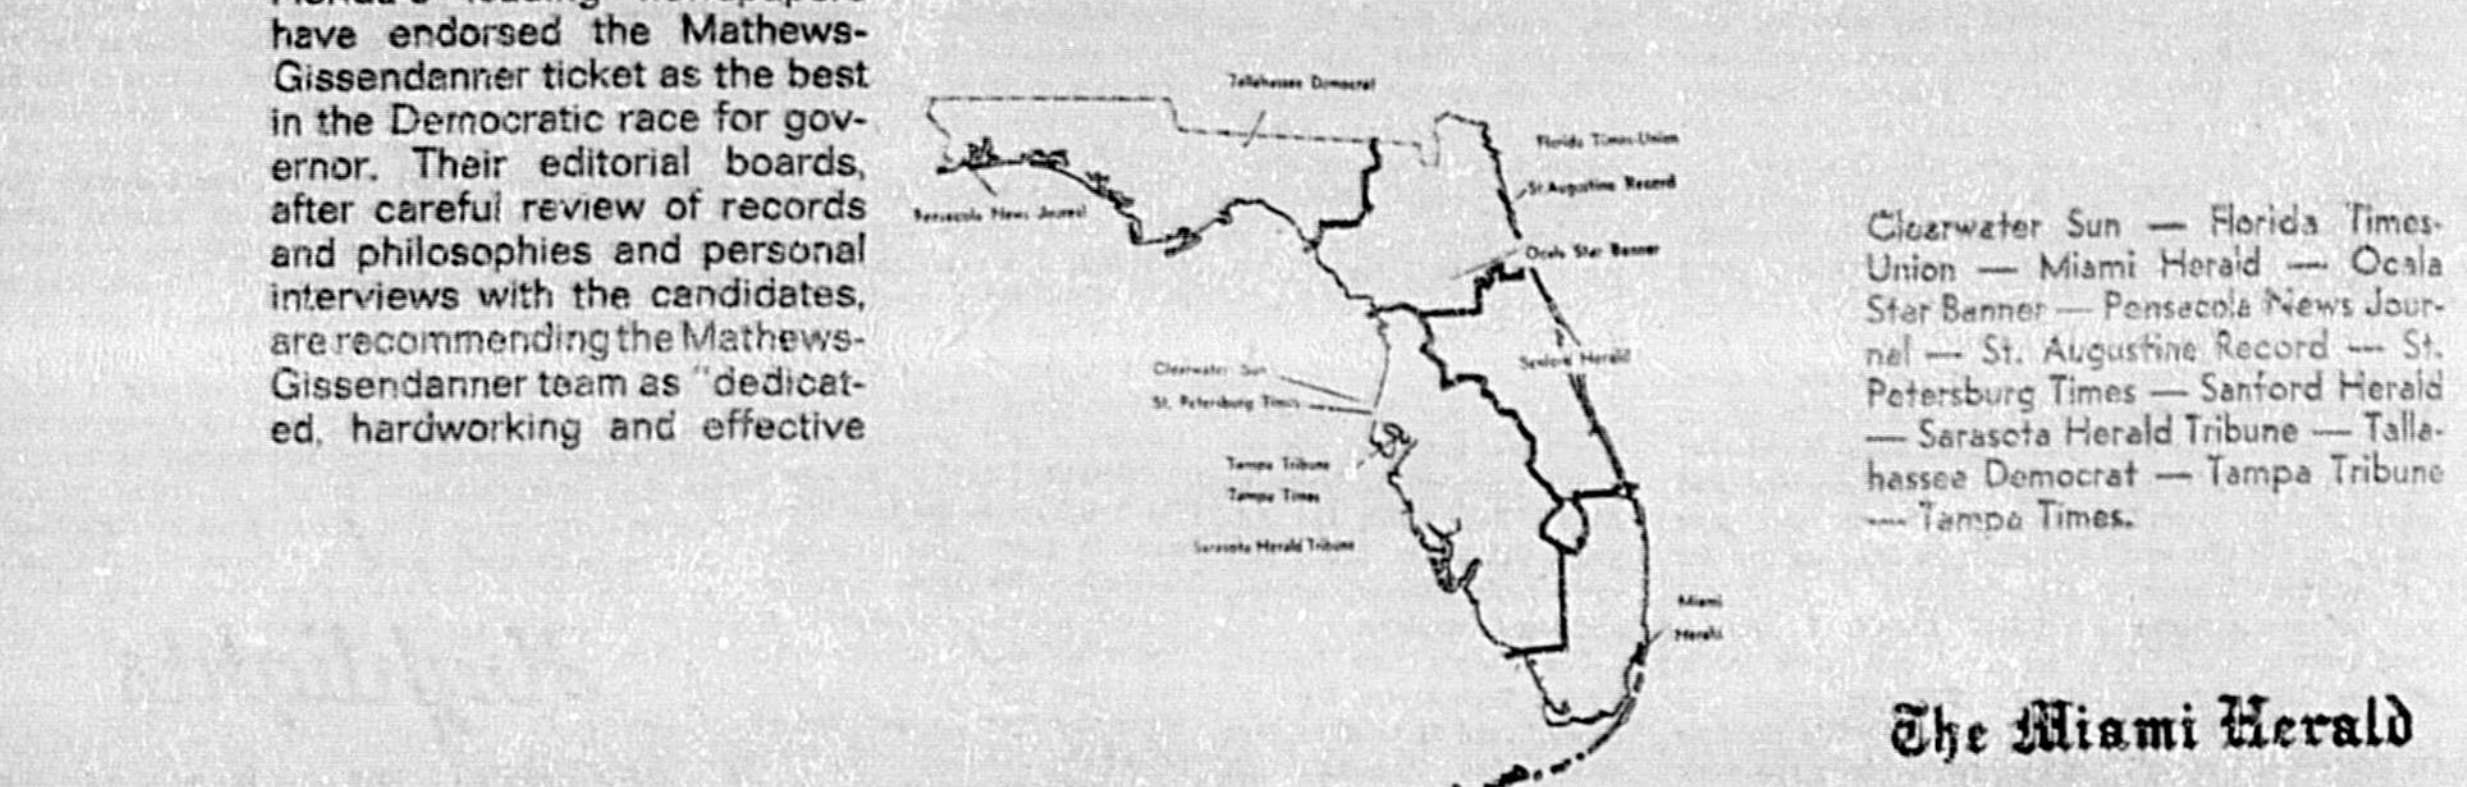 have endorsed the Mathews-
Gissendanner ticket as the best
in the Democratic race for gov-
ernor. Their editorial boards,
after careful review of records
and philosophies and personal
interviews with the candidates,
are recommending the Mathews-
Gissendanner team as "dedicat-
ed, hardworking and effective
Tallahassee Democrat
Florida Times-Union
St. Augustine Record
Pensacola News Journal
Ocala Star Banner
Sanford Herald
Clearwater Sun
St. Petersburg Times
Tampa Tribune
Tampa Times
Sarasota Herald Tribune
Miami
Herald
Clearwater Sun — Florida Times-
Union — Miami Herald — Ocala
Star Banner — Pensacola News Jour-
nal — St. Augustine Record — St.
Petersburg Times — Sanford Herald
— Sarasota Herald Tribune — Talla-
hassee Democrat — Tampa Tribune
— Tampa Times.
The Miami Herald